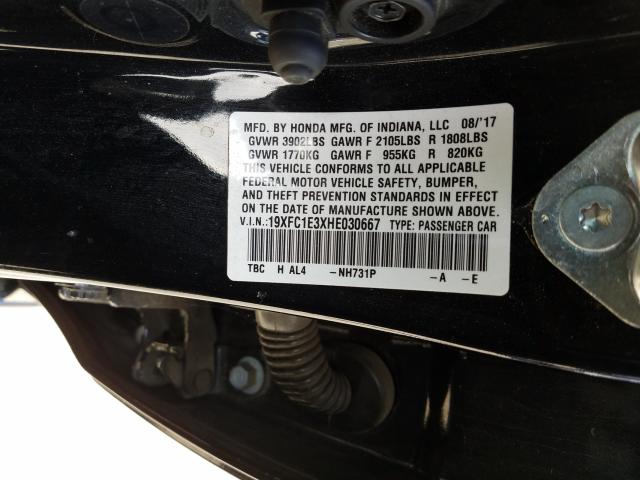 MFD. BY HONDA MFG. OF INDIANA, LLC 08/'17
GVWR 3902LBS GAWR F 2105LBS R 1808LBS
GVWR 1770KG GAWR F 955KG R 820KG
THIS VEHICLE CONFORMS TO ALL APPLICABLE
FEDERAL MOTOR VEHICLE SAFETY, BUMPER,
AND THEFT PREVENTION STANDARDS IN EFFECT
ON THE DATE OF MANUFACTURE SHOWN ABOVE.
V.I.N.:19XFC1E3XHE030667 TYPE: PASSENGER CAR
TBC H AL4 -NH731P -A -E